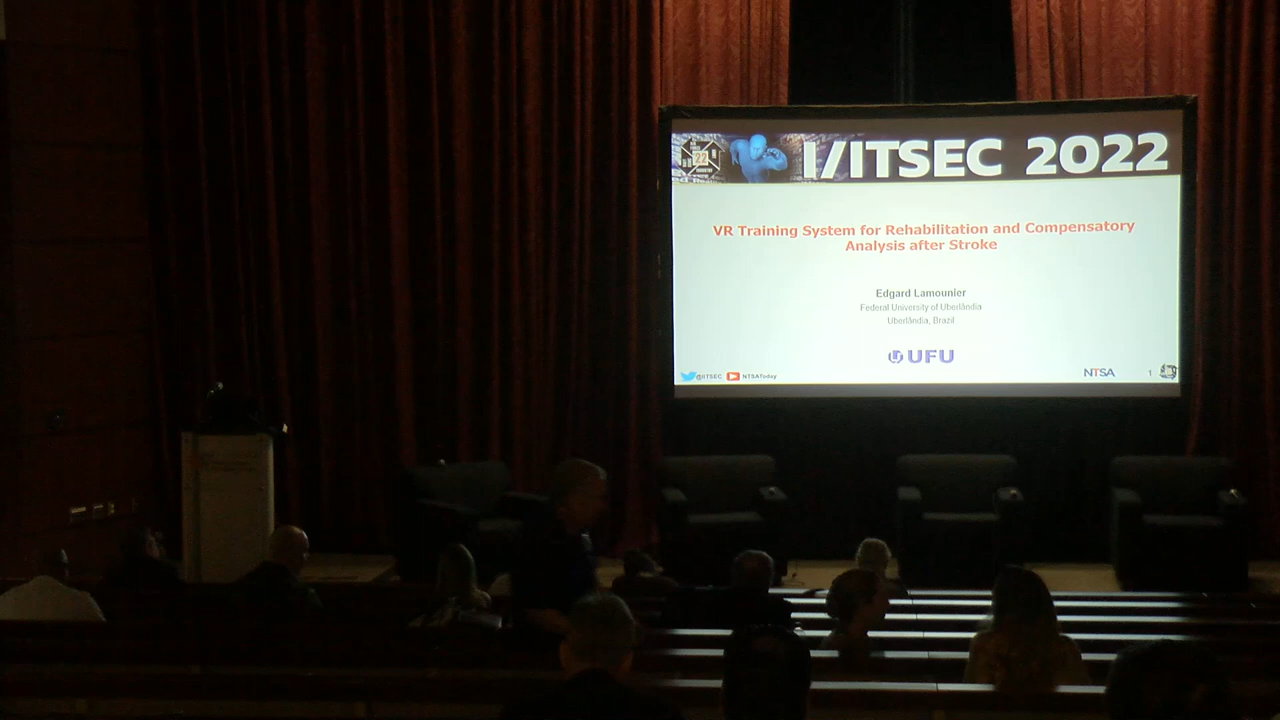 22
I/ITSEC 2022
VR Training System for Rehabilitation and Compensatory
Analysis after Stroke
Edgard Lamounier
Federal University of Uberlândia
Uberlândia, Brazil
UFU
@IITSEC NTSAToday
NTSA
1